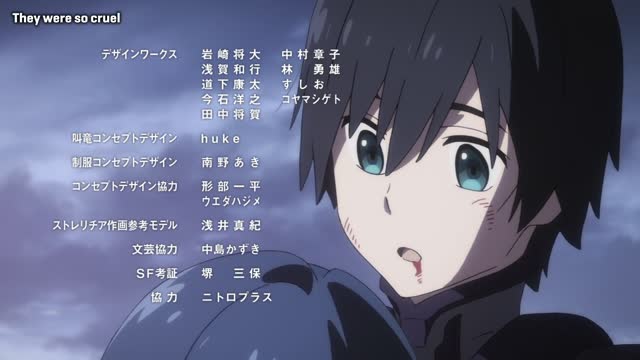 They were so cruel
デザインワークス 岩崎将大 中村章子
浅賀和行 林 勇雄
道下康太 すしお
今石洋之 コヤマシゲト
田中将賀
叫竜コンセプトデザイン huke
制服コンセプトデザイン 南野あき
コンセプトデザイン協力 形部一平
ウエダハジメ
ストレリチア作画参考モデル 浅井真紀
文芸協力 中島かずき
SF考証 堺 三保
協力 ニトロプラス